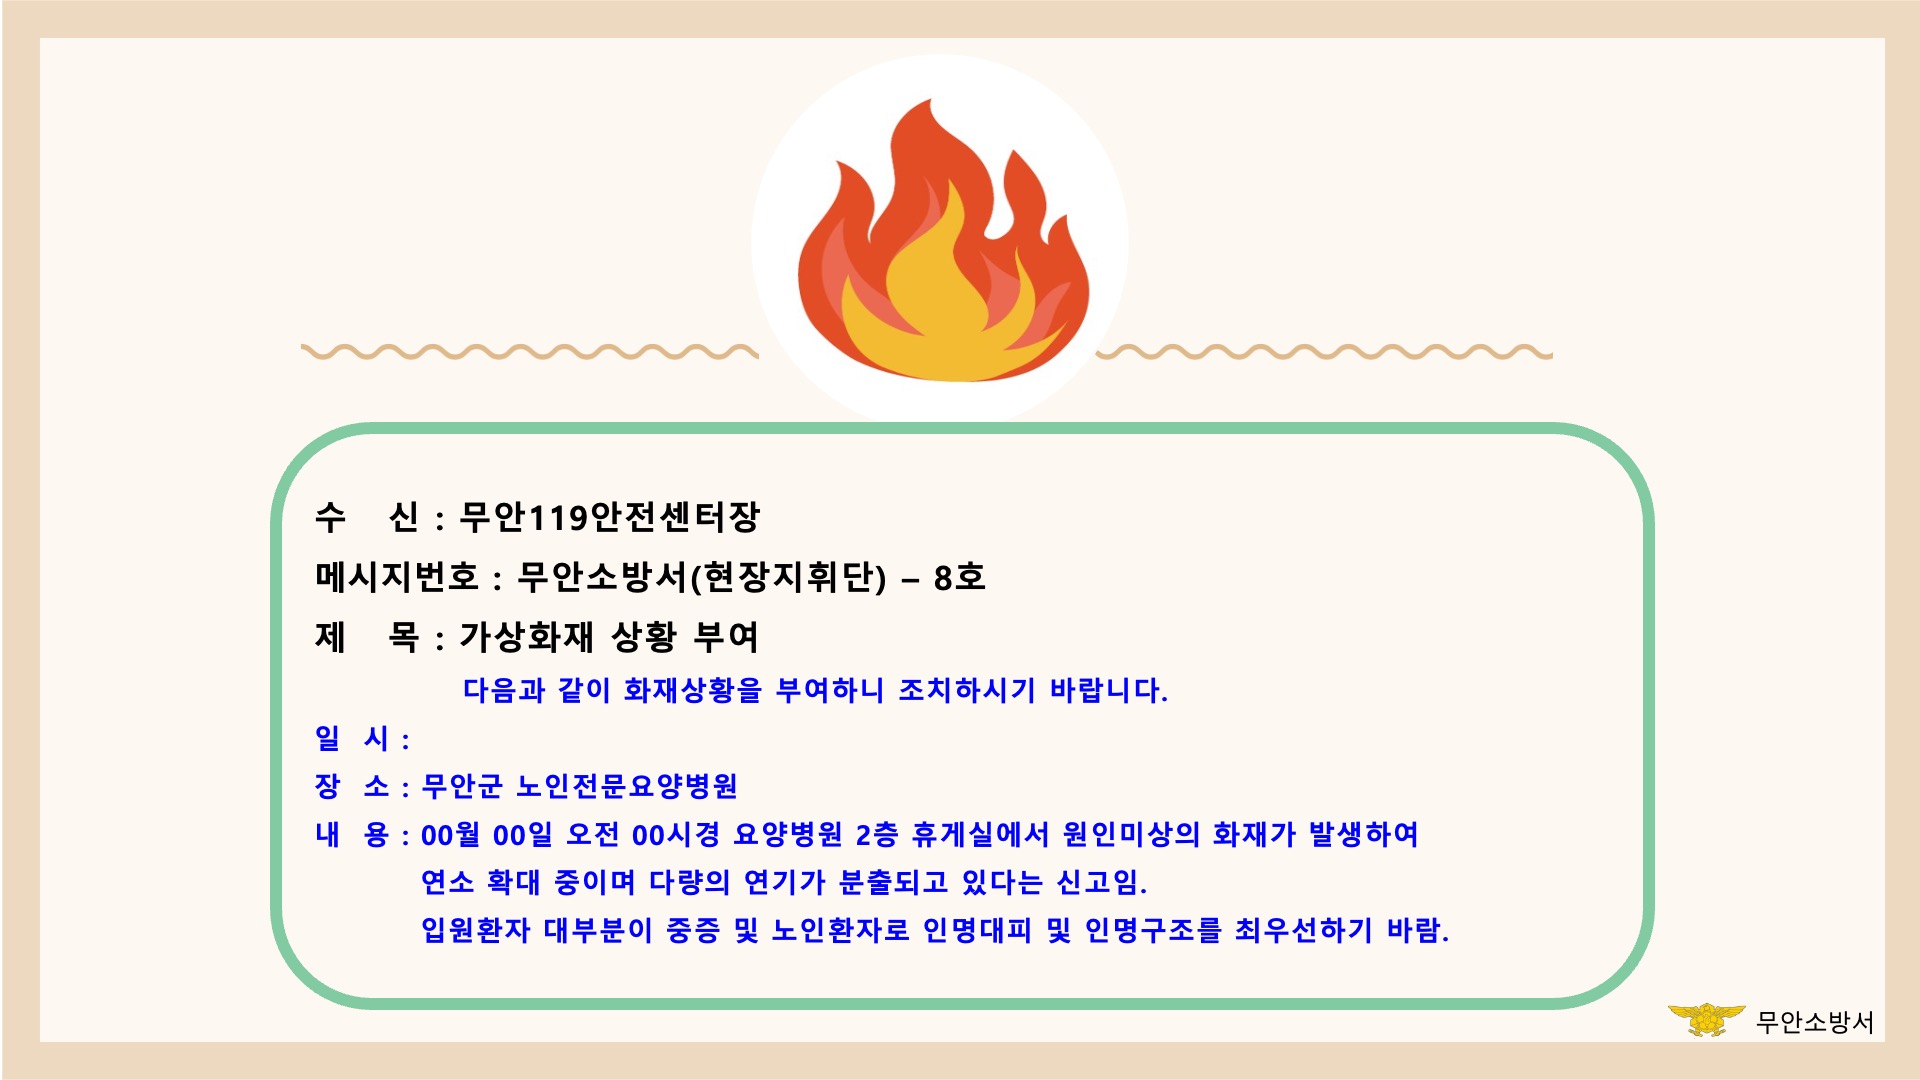 수 신 : 무안119안전센터장
메시지번호 : 무안소방서(현장지휘단) – 8호
제 목 : 가상화재 상황 부여
다음과 같이 화재상황을 부여하니 조치하시기 바랍니다.
일 시 :
장 소 : 무안군 노인전문요양병원
내 용 : 00월 00일 오전 00시경 요양병원 2층 휴게실에서 원인미상의 화재가 발생하여
연소 확대 중이며 다량의 연기가 분출되고 있다는 신고임.
입원환자 대부분이 중증 및 노인환자로 인명대피 및 인명구조를 최우선하기 바람.
무안소방서